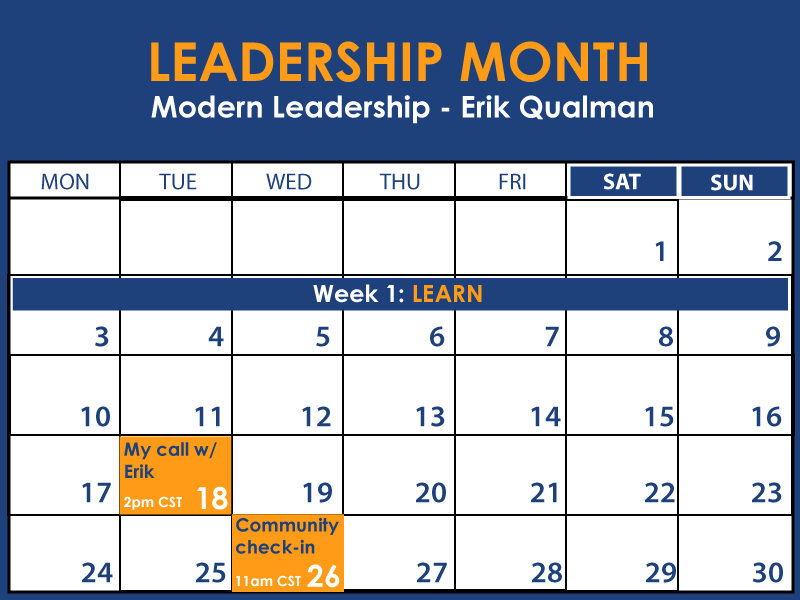 LEADERSHIP MONTH
Modern Leadership - Erik Qualman
MON TUE WED THU FRI SAT SUN
1 2
Week 1: LEARN
3 4 5 6 7 8 9
10 11 12 13 14 15 16
My call w/
Erik
2pm CST
17 18 19 20 21 22 23
Community
check-in
11am CST
24 25 26 27 28 29 30